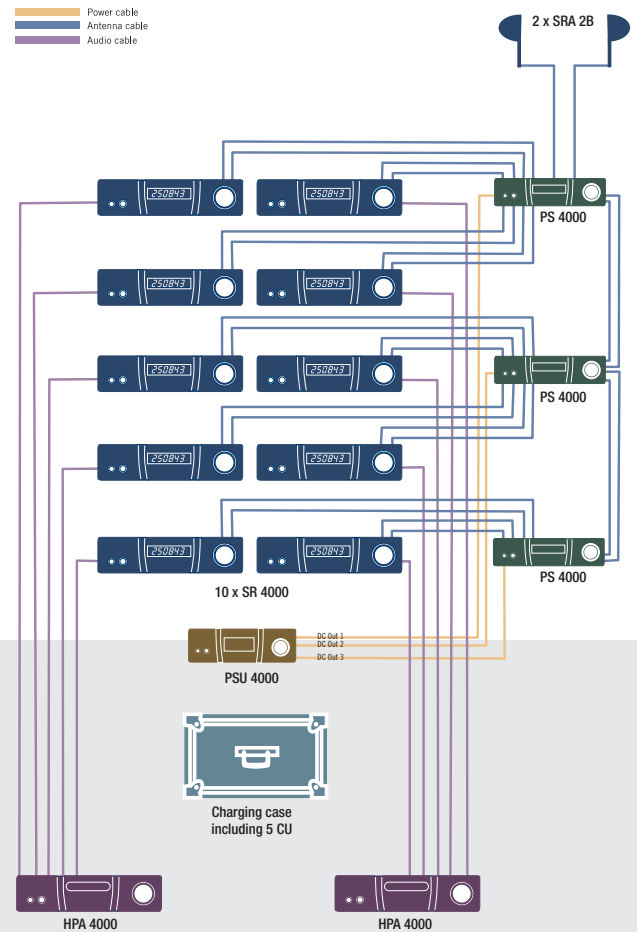 Power cable
Antenna cable
Audio cable
2 x SRA 2B
250843
250843
PS 4000
250843
250843
250843
250843
PS 4000
250843
250843
250843
250843
PS 4000
10 x SR 4000
DC Out 1
DC Out 2
DC Out 3
PSU 4000
Charging case
including 5 CU
HPA 4000
HPA 4000